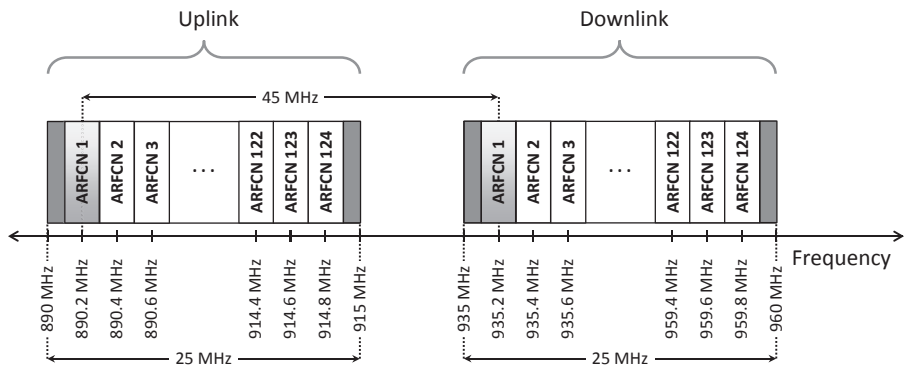 Uplink
Downlink
45 MHz
ARFCN 1
ARFCN 2
ARFCN 3
...
ARFCN 122
ARFCN 123
ARFCN 124
ARFCN 1
ARFCN 2
ARFCN 3
...
ARFCN 122
ARFCN 123
ARFCN 124
Frequency
890 MHz
890.2 MHz
890.4 MHz
890.6 MHz
914.4 MHz
914.6 MHz
914.8 MHz
915 MHz
935 MHz
935.2 MHz
935.4 MHz
935.6 MHz
959.4 MHz
959.6 MHz
959.8 MHz
960 MHz
25 MHz
25 MHz